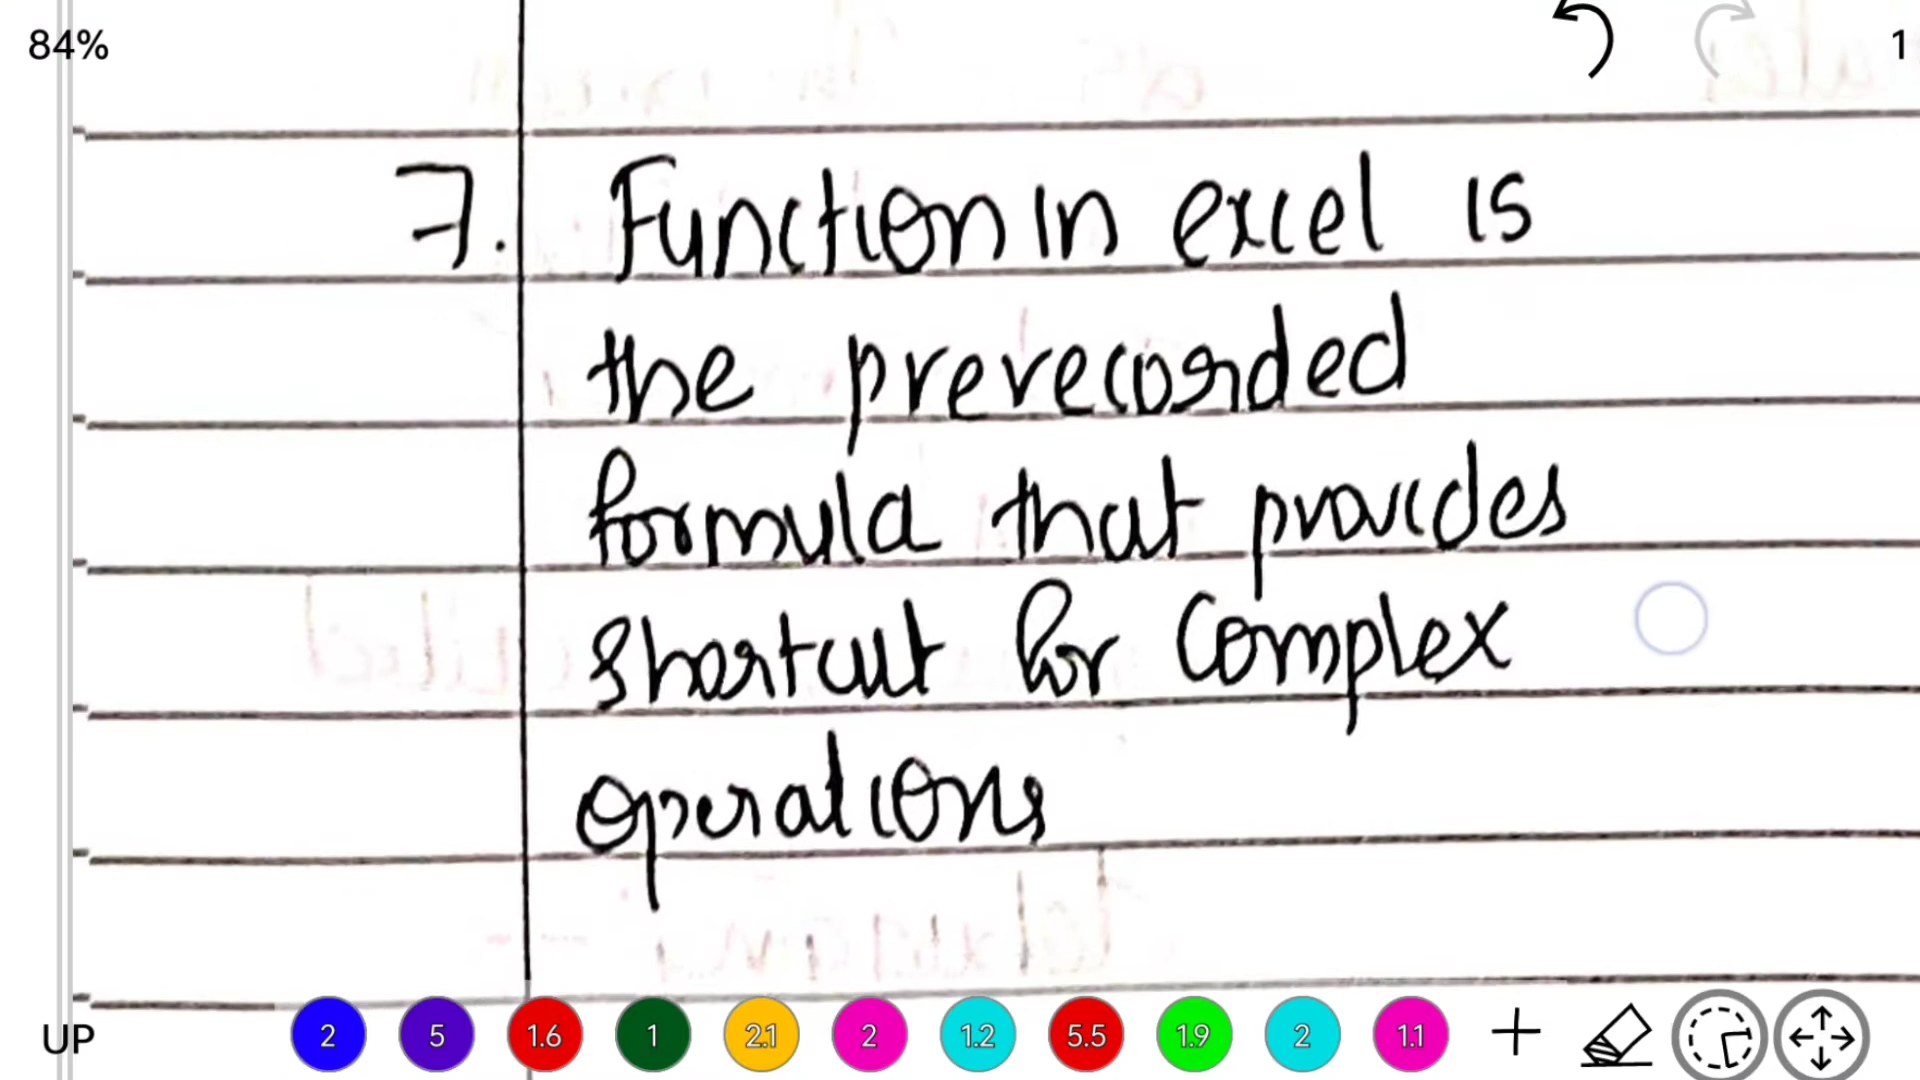 84%
1
7. Function in excel is
the prerecorded
formula that provides
shortcut for complex
operations
UP
2 5 1.6 1 2.1 2 1.2 5.5 1.9 2 1.1